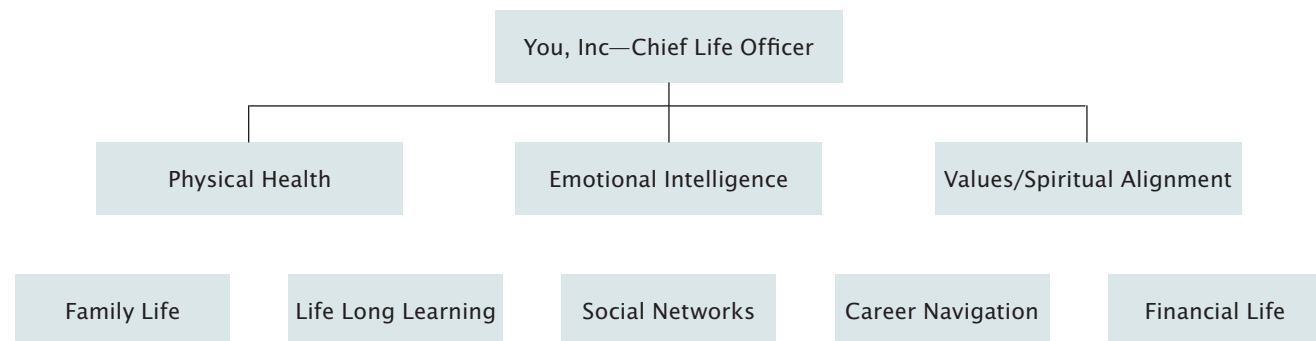 You, Inc—Chief Life Officer
Physical Health
Emotional Intelligence
Values/Spiritual Alignment
Family Life
Life Long Learning
Social Networks
Career Navigation
Financial Life